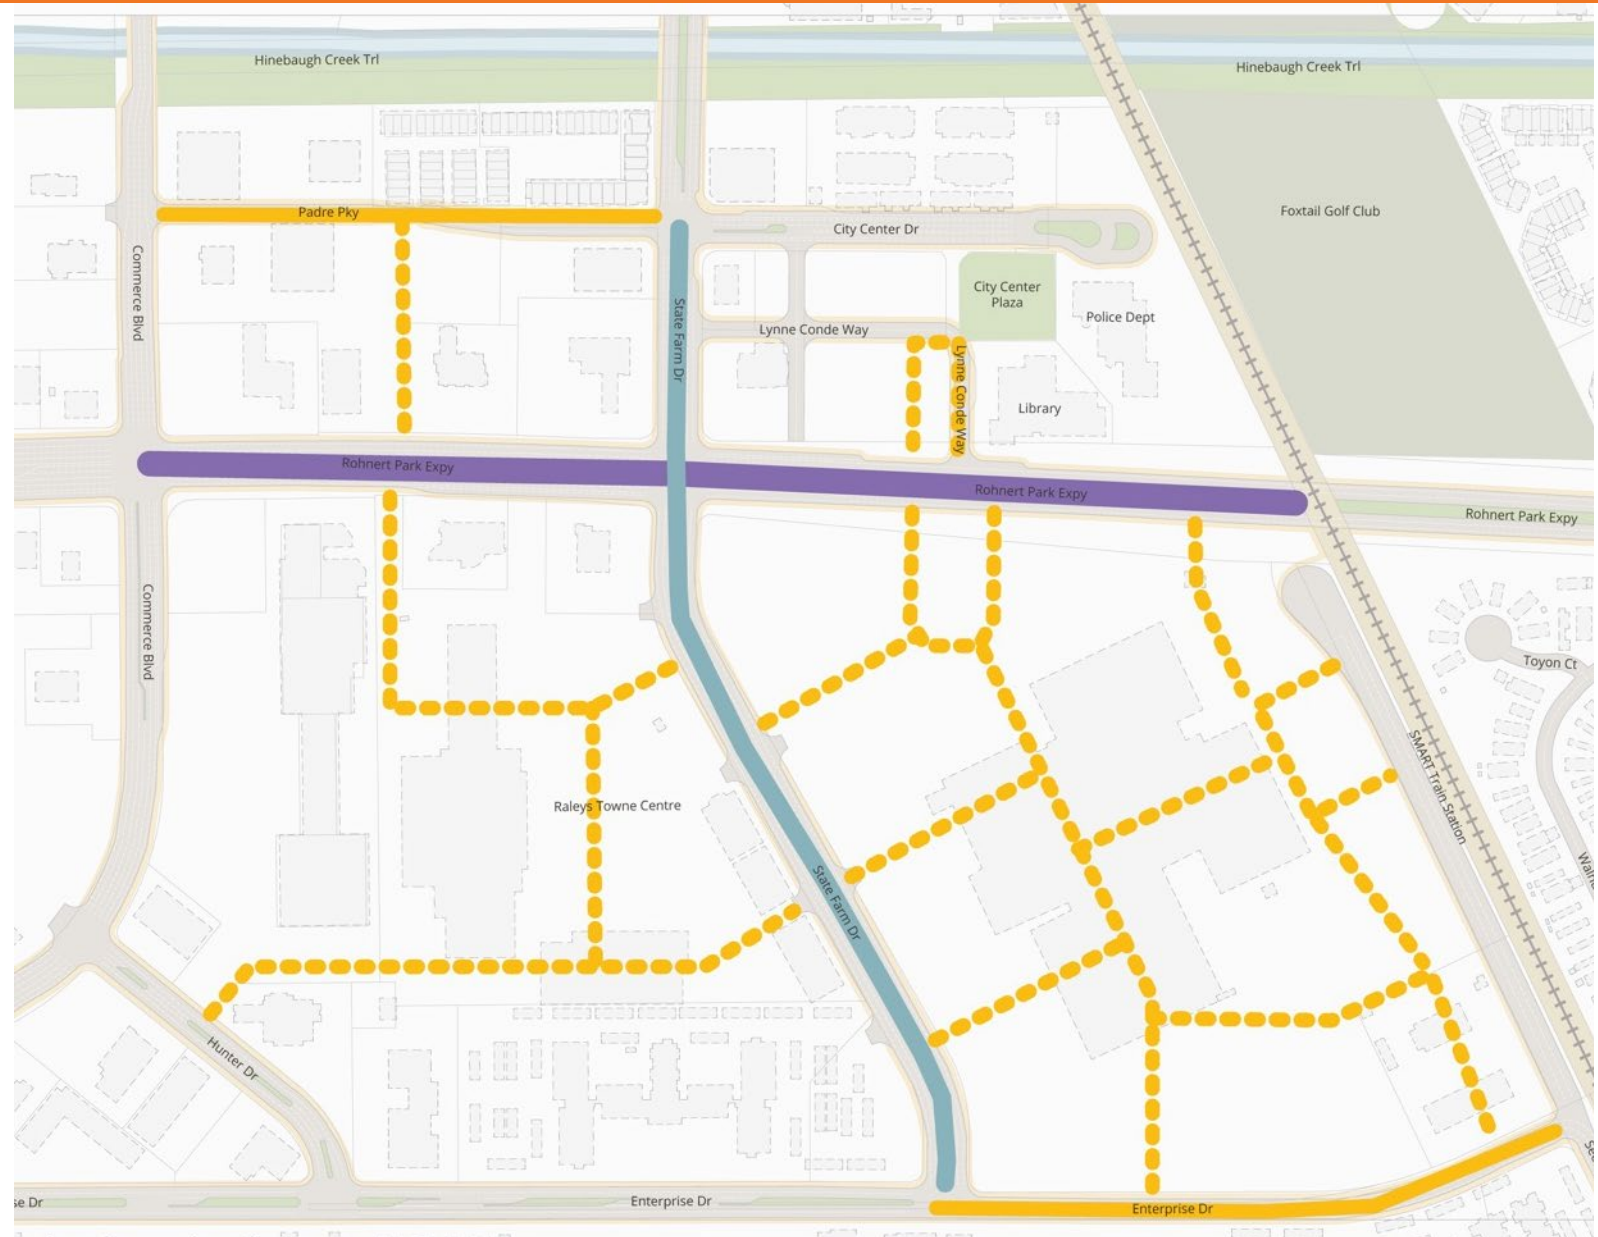 Hinebaugh Creek Trl
Hinebaugh Creek Trl
Padre Pky
Foxtail Golf Club
City Center Dr
Commerce Blvd
City Center
Plaza
Police Dept
State Farm Dr
Lynne Conde Way
Lynne Conde Way
Library
Rohnert Park Expy
Rohnert Park Expy
Rohnert Park Expy
Commerce Blvd
Toyon Ct
SMART Train Station
Raleys Towne Centre
State Farm Dr
Hunter Dr
se Dr
Enterprise Dr
Enterprise Dr